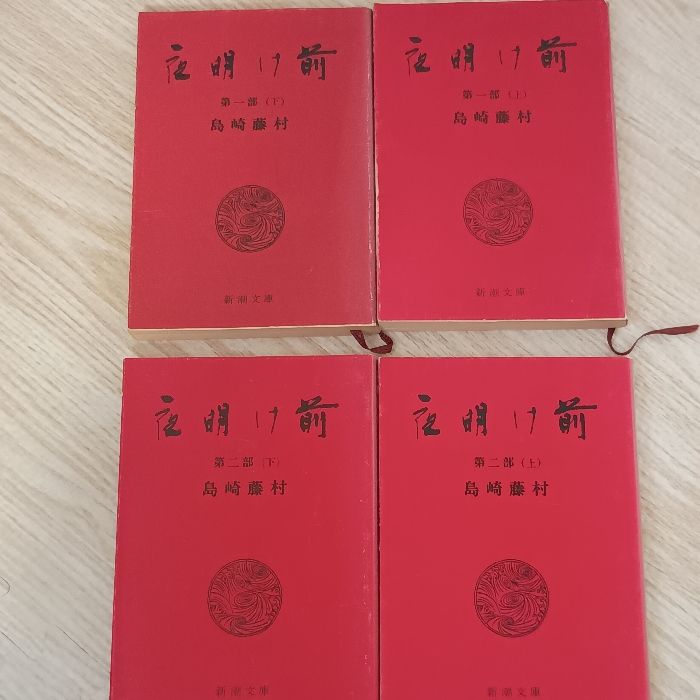 夜明け前
第一部（下）
島崎藤村
新潮文庫
夜明け前
第一部（上）
島崎藤村
新潮文庫
夜明け前
第二部（下）
島崎藤村
新潮文庫
夜明け前
第二部（上）
島崎藤村
新潮文庫